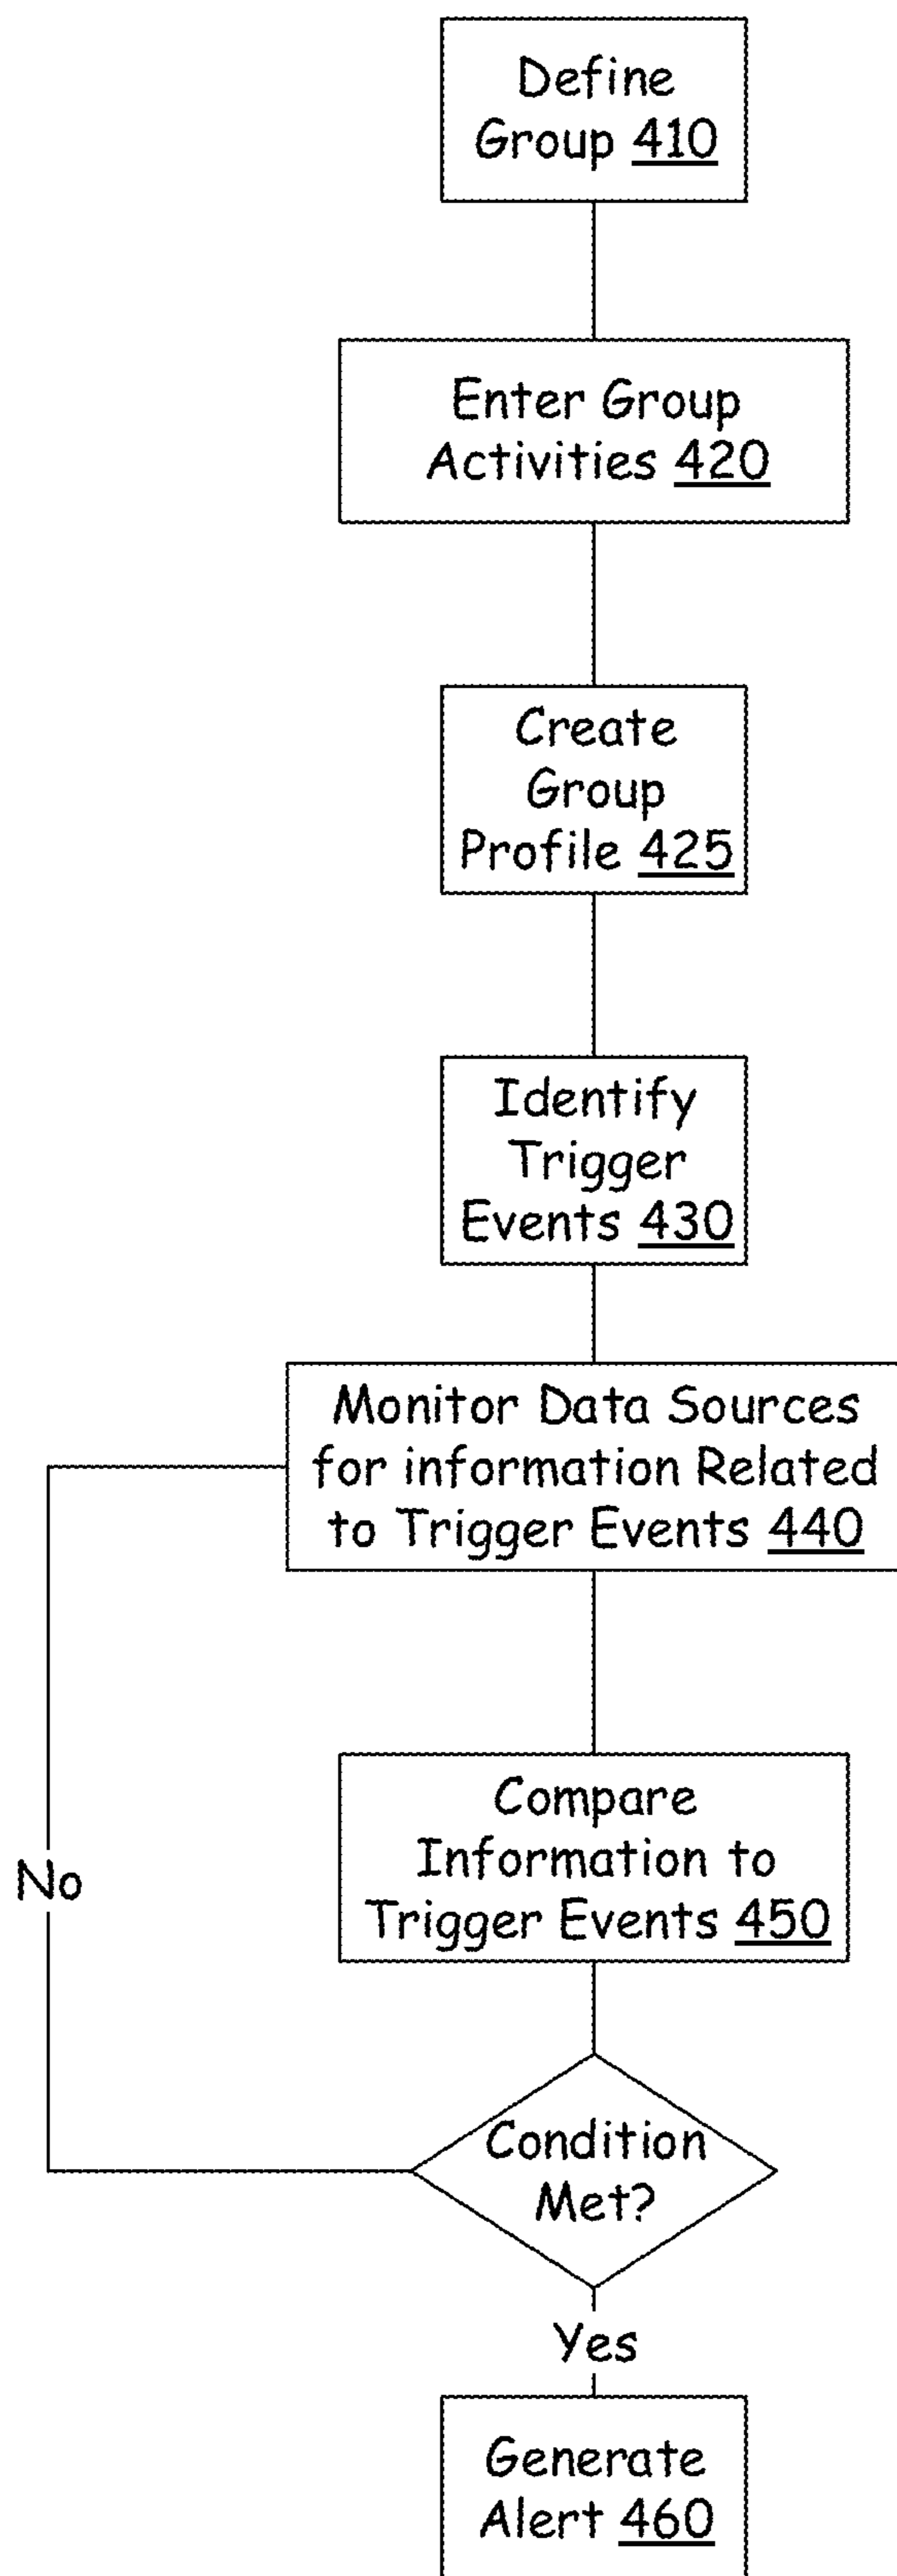 Define
Group 410
Enter Group
Activities 420
Create
Group
Profile 425
Identify
Trigger
Events 430
Monitor Data Sources
for information Related
to Trigger Events 440
Compare
Information to
Trigger Events 450
No
Condition
Met?
Yes
Generate
Alert 460